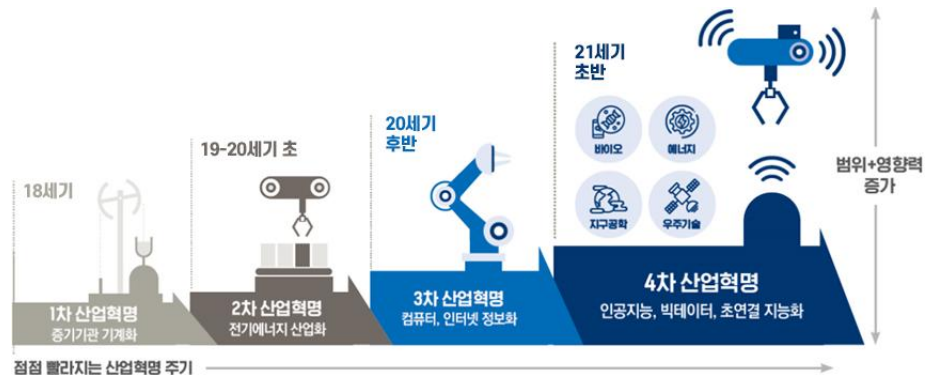 18세기
1차 산업혁명
증기기관 기계화
19-20세기 초
2차 산업혁명
전기에너지 산업화
20세기
후반
3차 산업혁명
컴퓨터, 인터넷 정보화
21세기
초반
바이오
에너지
지구공학
우주기술
4차 산업혁명
인공지능, 빅테이터, 초연결 지능화
범위+영향력
증가
점점 빨라지는 산업혁명 주기